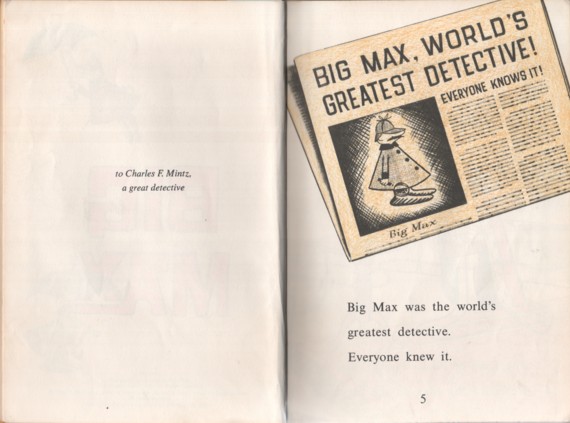 to Charles F. Mintz,
a great detective
BIG MAX, WORLD'S
GREATEST DETECTIVE!
EVERYONE KNOWS IT!
Big Max
Big Max was the world's
greatest detective.
Everyone knew it.
5